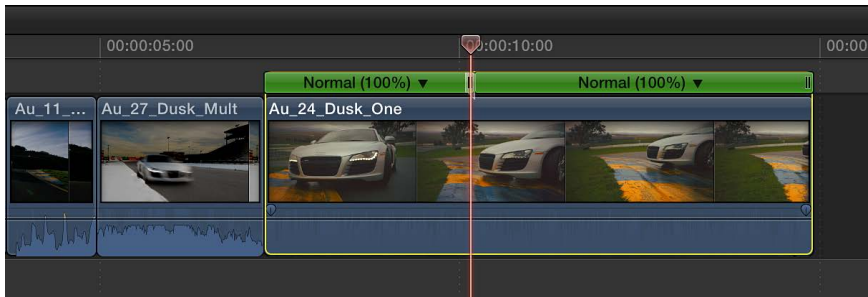 00:00:05:00
00:00:10:00
00:00
Normal (100%) ▼
Normal (100%) ▼
Au_11_...
Au_27_Dusk_Mult
Au_24_Dusk_One